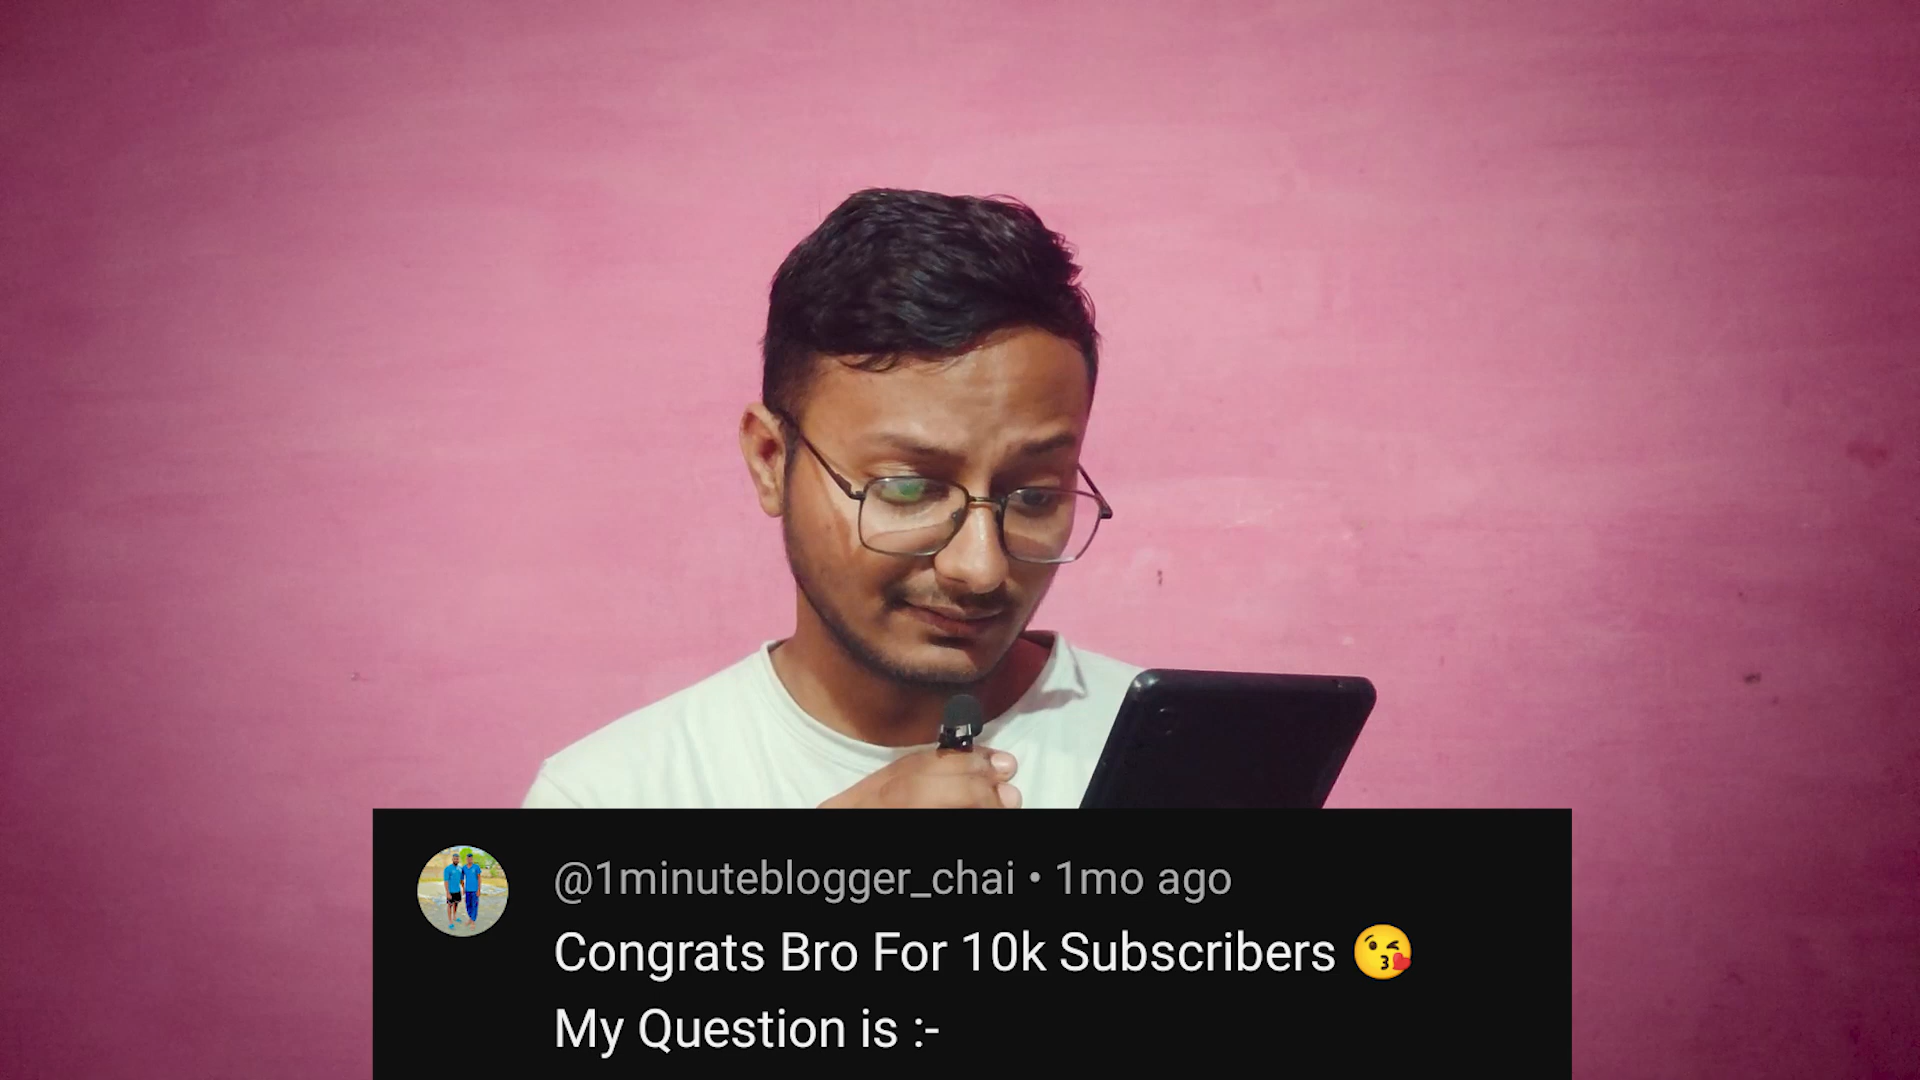 @1minuteblogger_chai • 1mo ago
Congrats Bro For 10k Subscribers 😘
My Question is :-